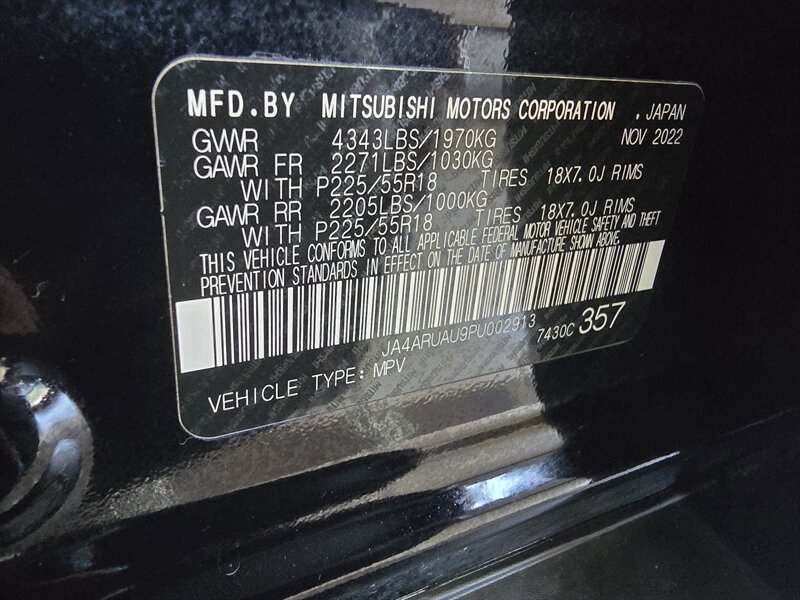 MFD.BY MITSUBISHI MOTORS CORPORATION , JAPAN
GVWR 4343LBS/1970KG NOV 2022
GAWR FR 2271LBS/1030KG
WITH P225/55R18 TIRES 18X7.0J RIMS
GAWR RR 2205LBS/1000KG
WITH P225/55R18 TIRES 18X7.0J RIMS
THIS VEHICLE CONFORMS TO ALL APPLICABLE FEDERAL MOTOR VEHICLE SAFETY AND THEFT
PREVENTION STANDARDS IN EFFECT ON THE DATE OF MANUFACTURE SHOWN ABOVE.
JA4ARUAU9PU002913 7430C 357
VEHICLE TYPE: MPV